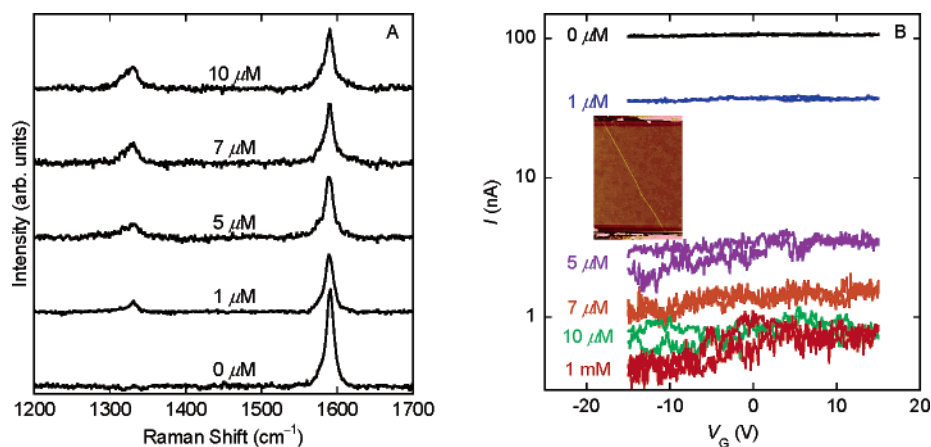 A
10 μM
7 μM
5 μM
1 μM
0 μM
Intensity (arb. units)
1200 1300 1400 1500 1600 1700
Raman Shift (cm⁻¹)
B
100
10
1
0 μM
1 μM
5 μM
7 μM
10 μM
1 mM
I (nA)
-20 -10 0 10 20
V_G (V)